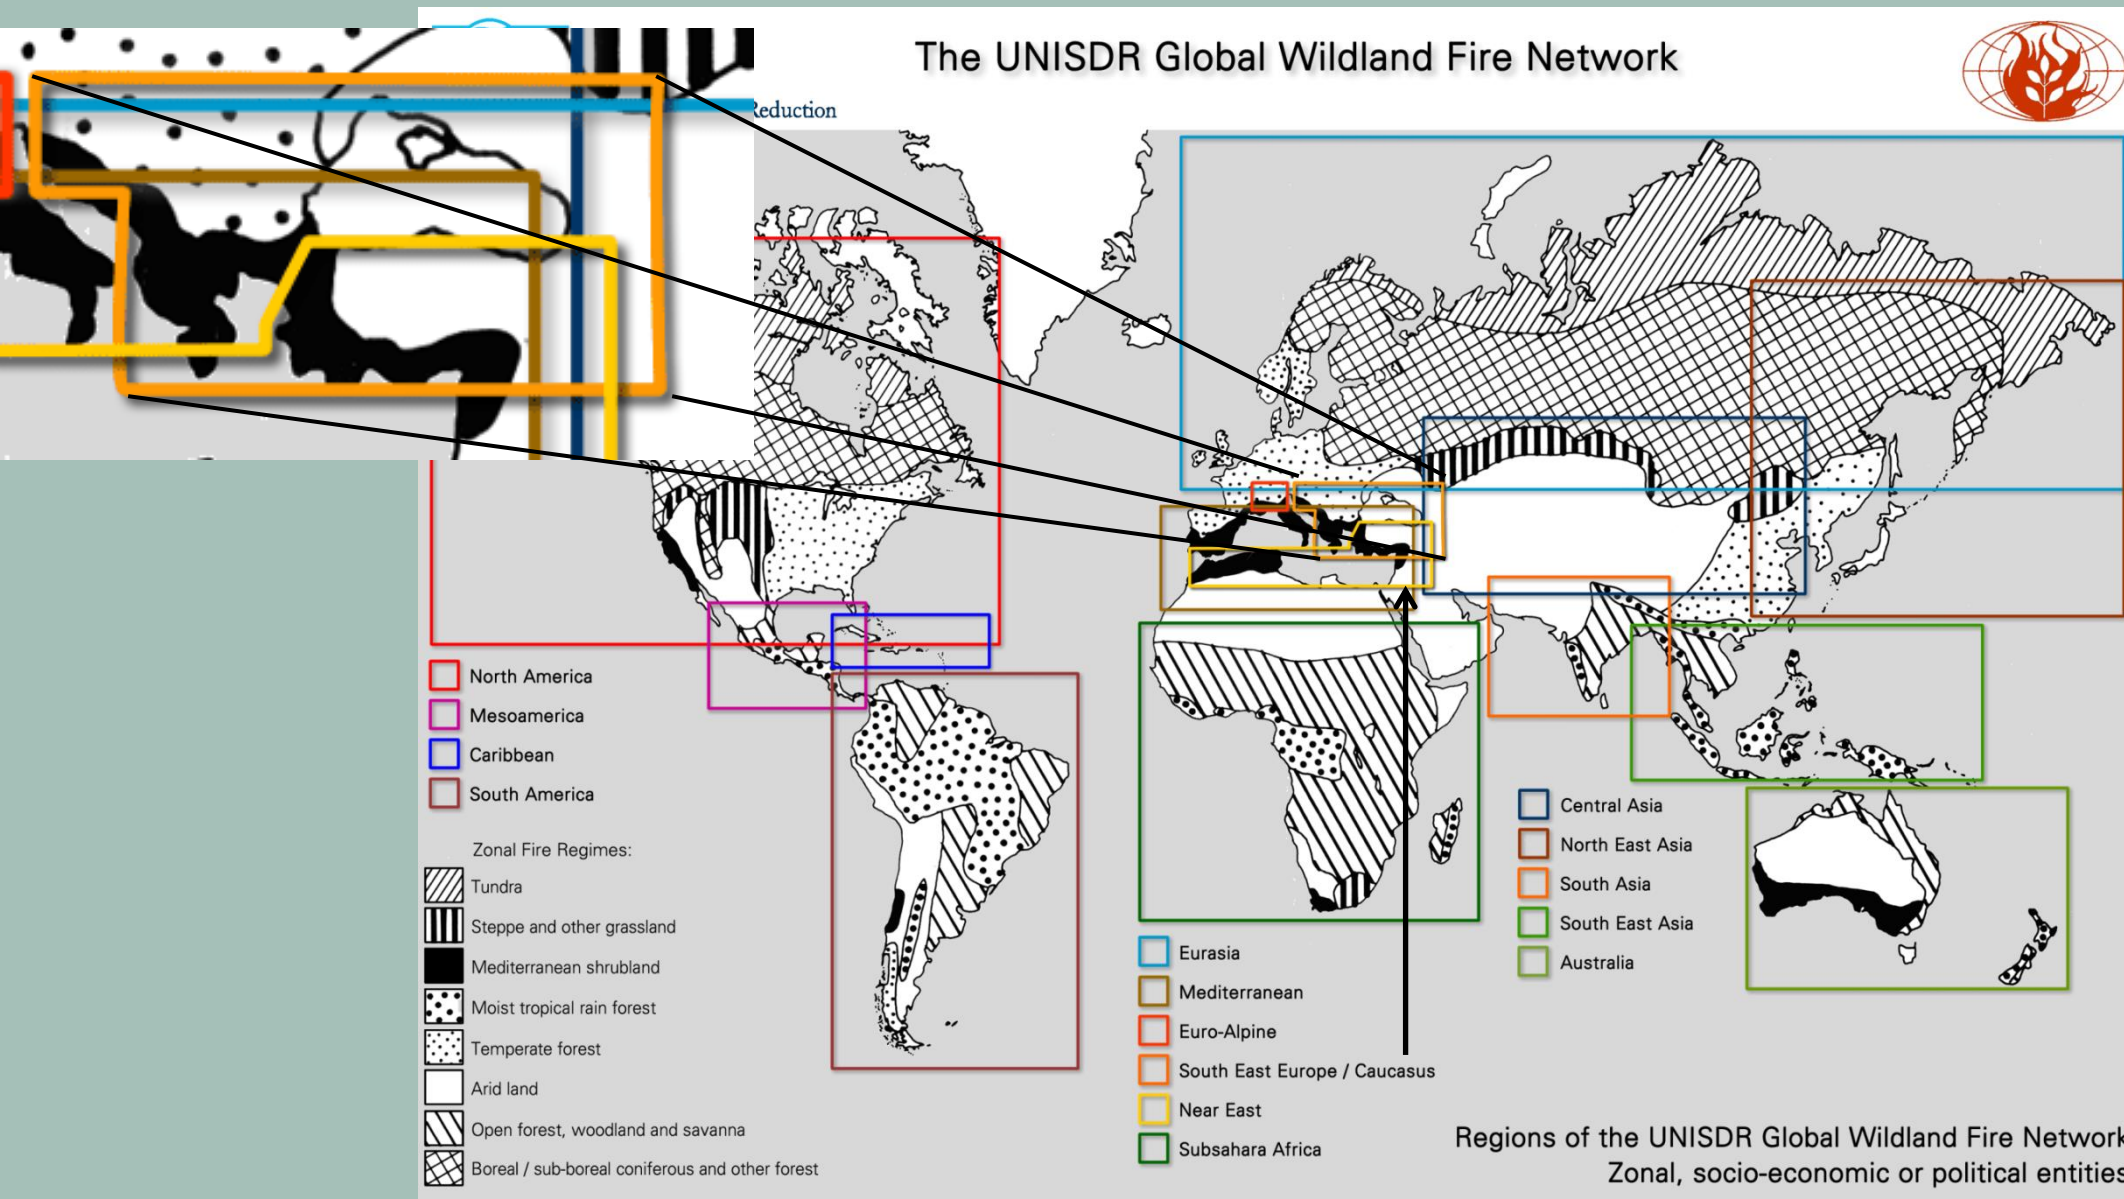 The UNISDR Global Wildland Fire Network
Reduction
North America
Mesoamerica
Caribbean
South America
Zonal Fire Regimes:
Tundra
Steppe and other grassland
Mediterranean shrubland
Moist tropical rain forest
Temperate forest
Arid land
Open forest, woodland and savanna
Boreal / sub-boreal coniferous and other forest
Eurasia
Mediterranean
Euro-Alpine
South East Europe / Caucasus
Near East
Subsahara Africa
Central Asia
North East Asia
South Asia
South East Asia
Australia
Regions of the UNISDR Global Wildland Fire Network
Zonal, socio-economic or political entities